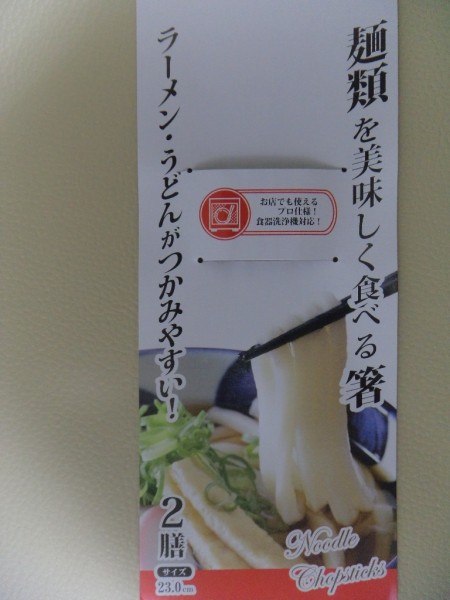 麺類を美味しく食べる箸
ラーメン・うどんがつかみやすい！
お店でも使える
プロ仕様！
食器洗浄機対応！
2膳
サイズ
23.0cm
Noodle
Chopsticks